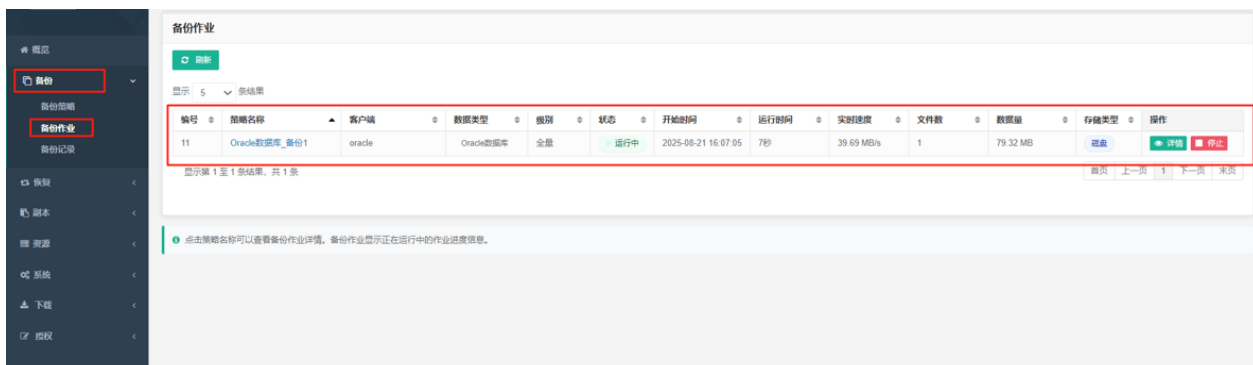 备份作业
概览
刷新
备份
显示 5 条结果
备份策略
备份作业
备份记录
编号 策略名称 客户端 数据类型 级别 状态 开始时间 运行时间 实时速度 文件数 数据量 存储类型 操作
11 Oracle数据库_备份1 oracle Oracle数据库 全量 运行中 2025-08-21 16:07:05 7秒 39.69 MB/s 1 79.32 MB 磁盘 详情 停止
显示第 1 至 1 条结果，共 1 条 首页 上一页 1 下一页 末页
恢复
副本
资源
点击策略名称可以查看备份作业详情。备份作业显示正在运行中的作业进度信息。
系统
下载
授权